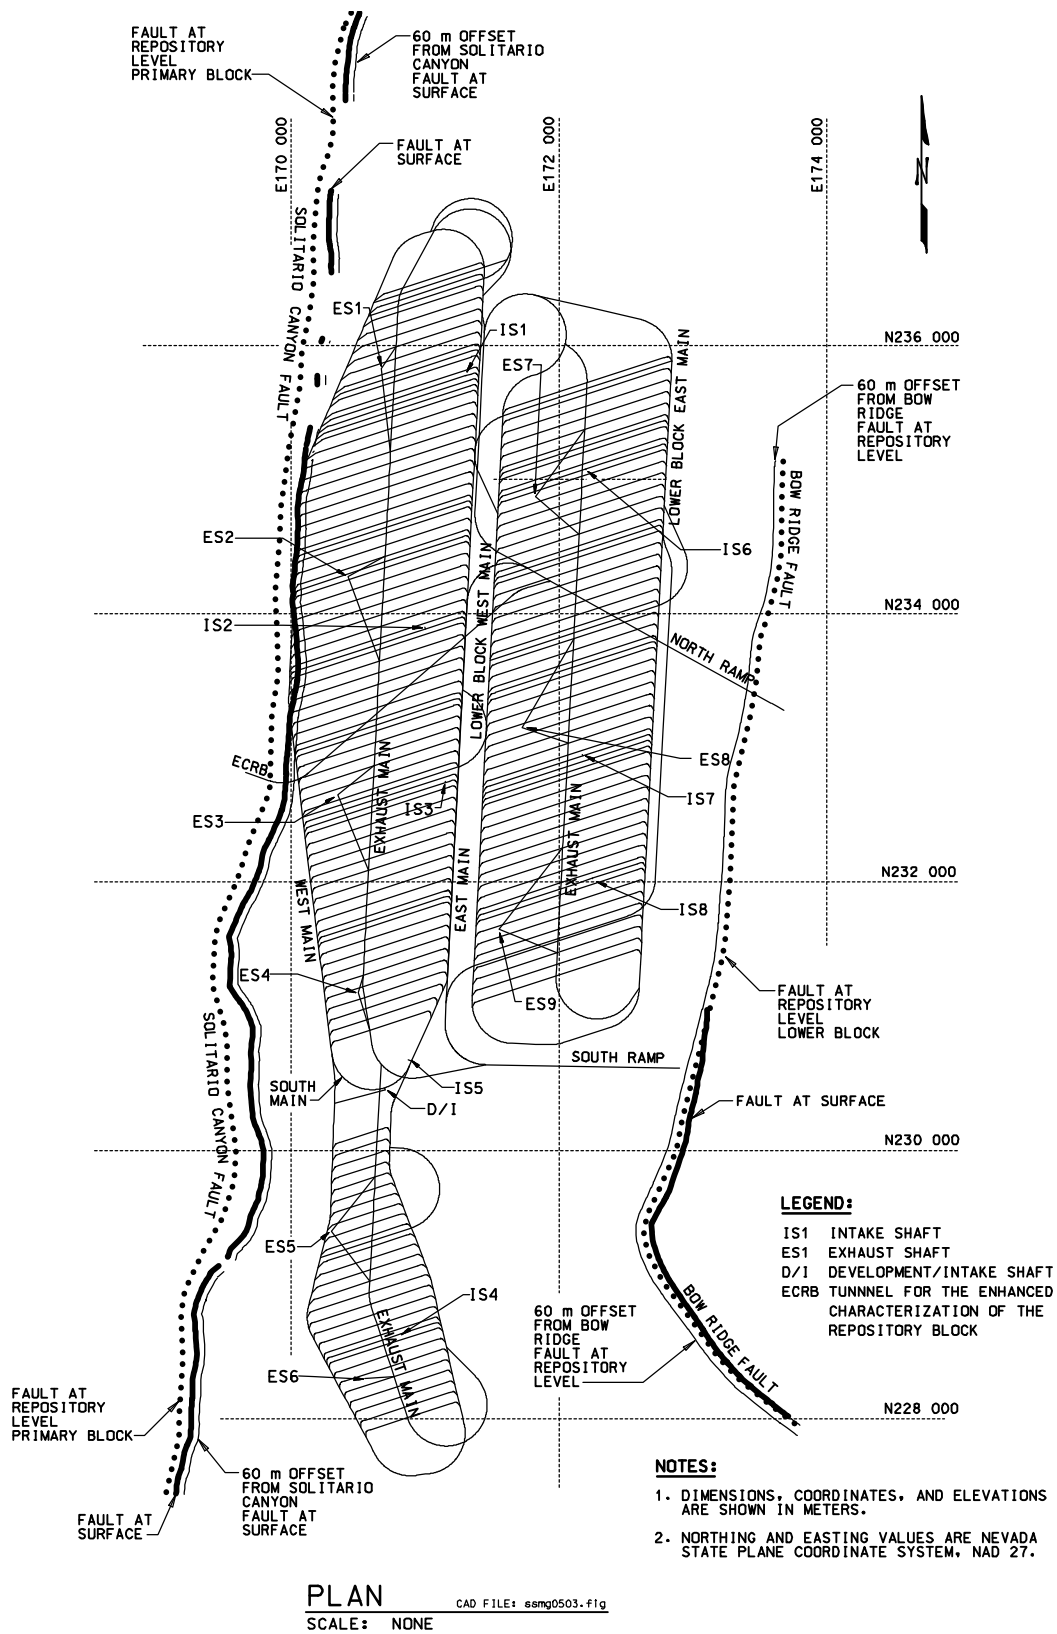 FAULT AT
REPOSITORY
LEVEL
PRIMARY BLOCK
60 m OFFSET
FROM SOLITARIO
CANYON
FAULT AT
SURFACE
FAULT AT
SURFACE
E170 000
E172 000
E174 000
N
SOLITARIO CANYON FAULT
ES1
IS1
ES7
LOWER BLOCK EAST MAIN
N236 000
60 m OFFSET
FROM BOW
RIDGE
FAULT AT
REPOSITORY
LEVEL
BOW RIDGE FAULT
ES2
IS6
IS2
LOWER BLOCK WEST MAIN
N234 000
NORTH RAMP
ECRB
EXHAUST MAIN
ES8
IS7
ES3
IS3
EXHAUST MAIN
WEST MAIN
EAST MAIN
N232 000
IS8
ES4
ES9
FAULT AT
REPOSITORY
LEVEL
LOWER BLOCK
SOLITARIO CANYON FAULT
SOUTH RAMP
SOUTH
MAIN
IS5
D/I
FAULT AT SURFACE
N230 000
ES5
IS4
EXHAUST MAIN
ES6
60 m OFFSET
FROM BOW
RIDGE
FAULT AT
REPOSITORY
LEVEL
BOW RIDGE FAULT
LEGEND:
IS1 INTAKE SHAFT
ES1 EXHAUST SHAFT
D/I DEVELOPMENT/INTAKE SHAFT
ECRB TUNNNEL FOR THE ENHANCED
CHARACTERIZATION OF THE
REPOSITORY BLOCK
N228 000
FAULT AT
REPOSITORY
LEVEL
PRIMARY BLOCK
60 m OFFSET
FROM SOLITARIO
CANYON
FAULT AT
SURFACE
FAULT AT
SURFACE
NOTES:
1. DIMENSIONS, COORDINATES, AND ELEVATIONS
ARE SHOWN IN METERS.
2. NORTHING AND EASTING VALUES ARE NEVADA
STATE PLANE COORDINATE SYSTEM, NAD 27.
PLAN
CAD FILE: ssmg0503.fig
SCALE: NONE